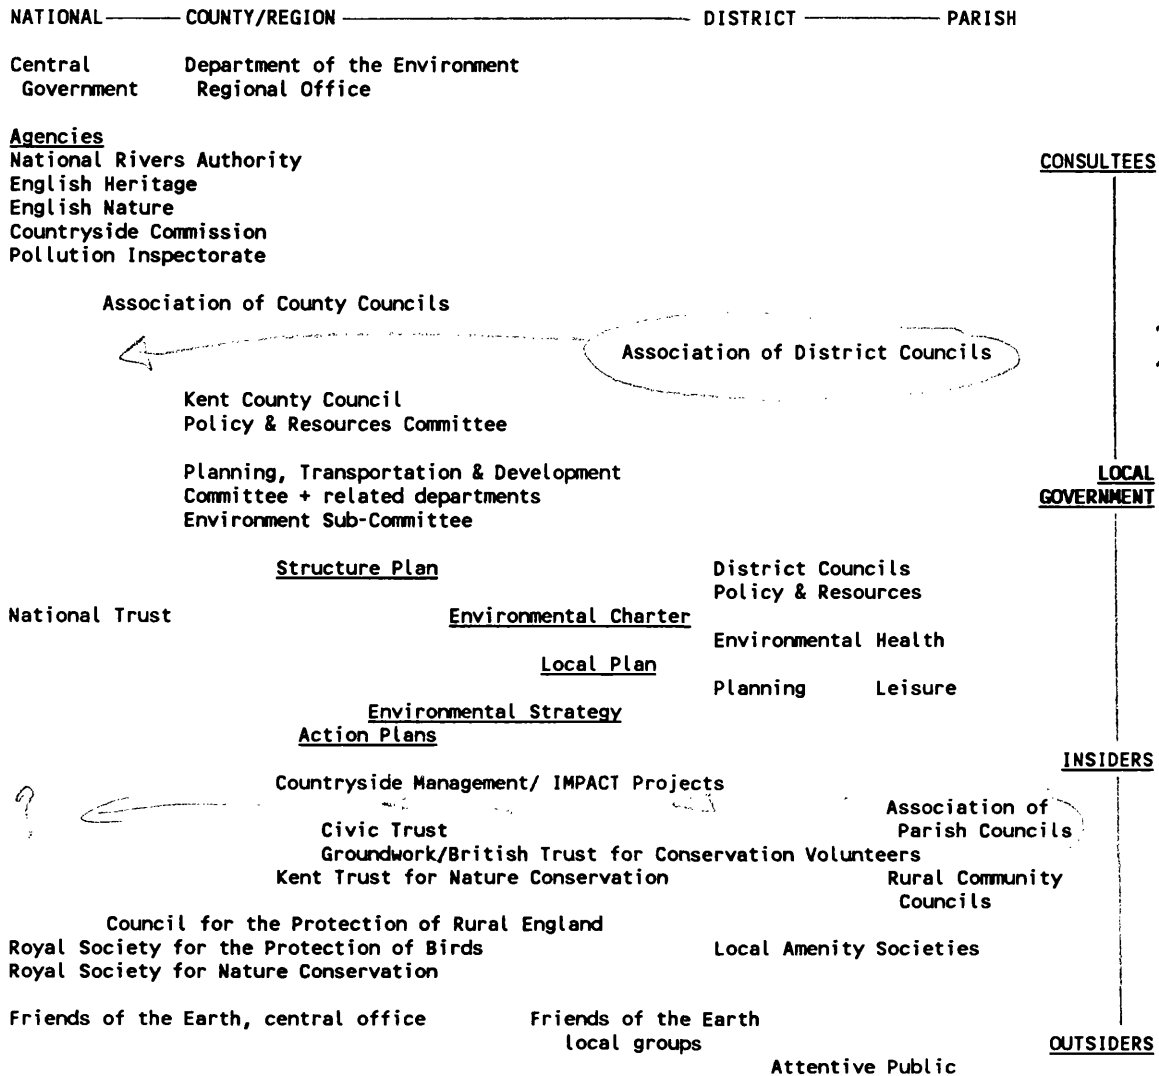 NATIONAL COUNTY/REGION DISTRICT PARISH
Central Department of the Environment
Government Regional Office
Agencies
National Rivers Authority CONSULTEES
English Heritage
English Nature
Countryside Commission
Pollution Inspectorate
Association of County Councils
Association of District Councils
Kent County Council
Policy & Resources Committee
Planning, Transportation & Development LOCAL
Committee + related departments GOVERNMENT
Environment Sub-Committee
Structure Plan District Councils
Policy & Resources
National Trust Environmental Charter
Environmental Health
Local Plan
Planning Leisure
Environmental Strategy
Action Plans
INSIDERS
Countryside Management/ IMPACT Projects
? Association of
Civic Trust Parish Councils
Groundwork/British Trust for Conservation Volunteers
Kent Trust for Nature Conservation Rural Community
Councils
Council for the Protection of Rural England
Royal Society for the Protection of Birds Local Amenity Societies
Royal Society for Nature Conservation
Friends of the Earth, central office Friends of the Earth
local groups OUTSIDERS
Attentive Public